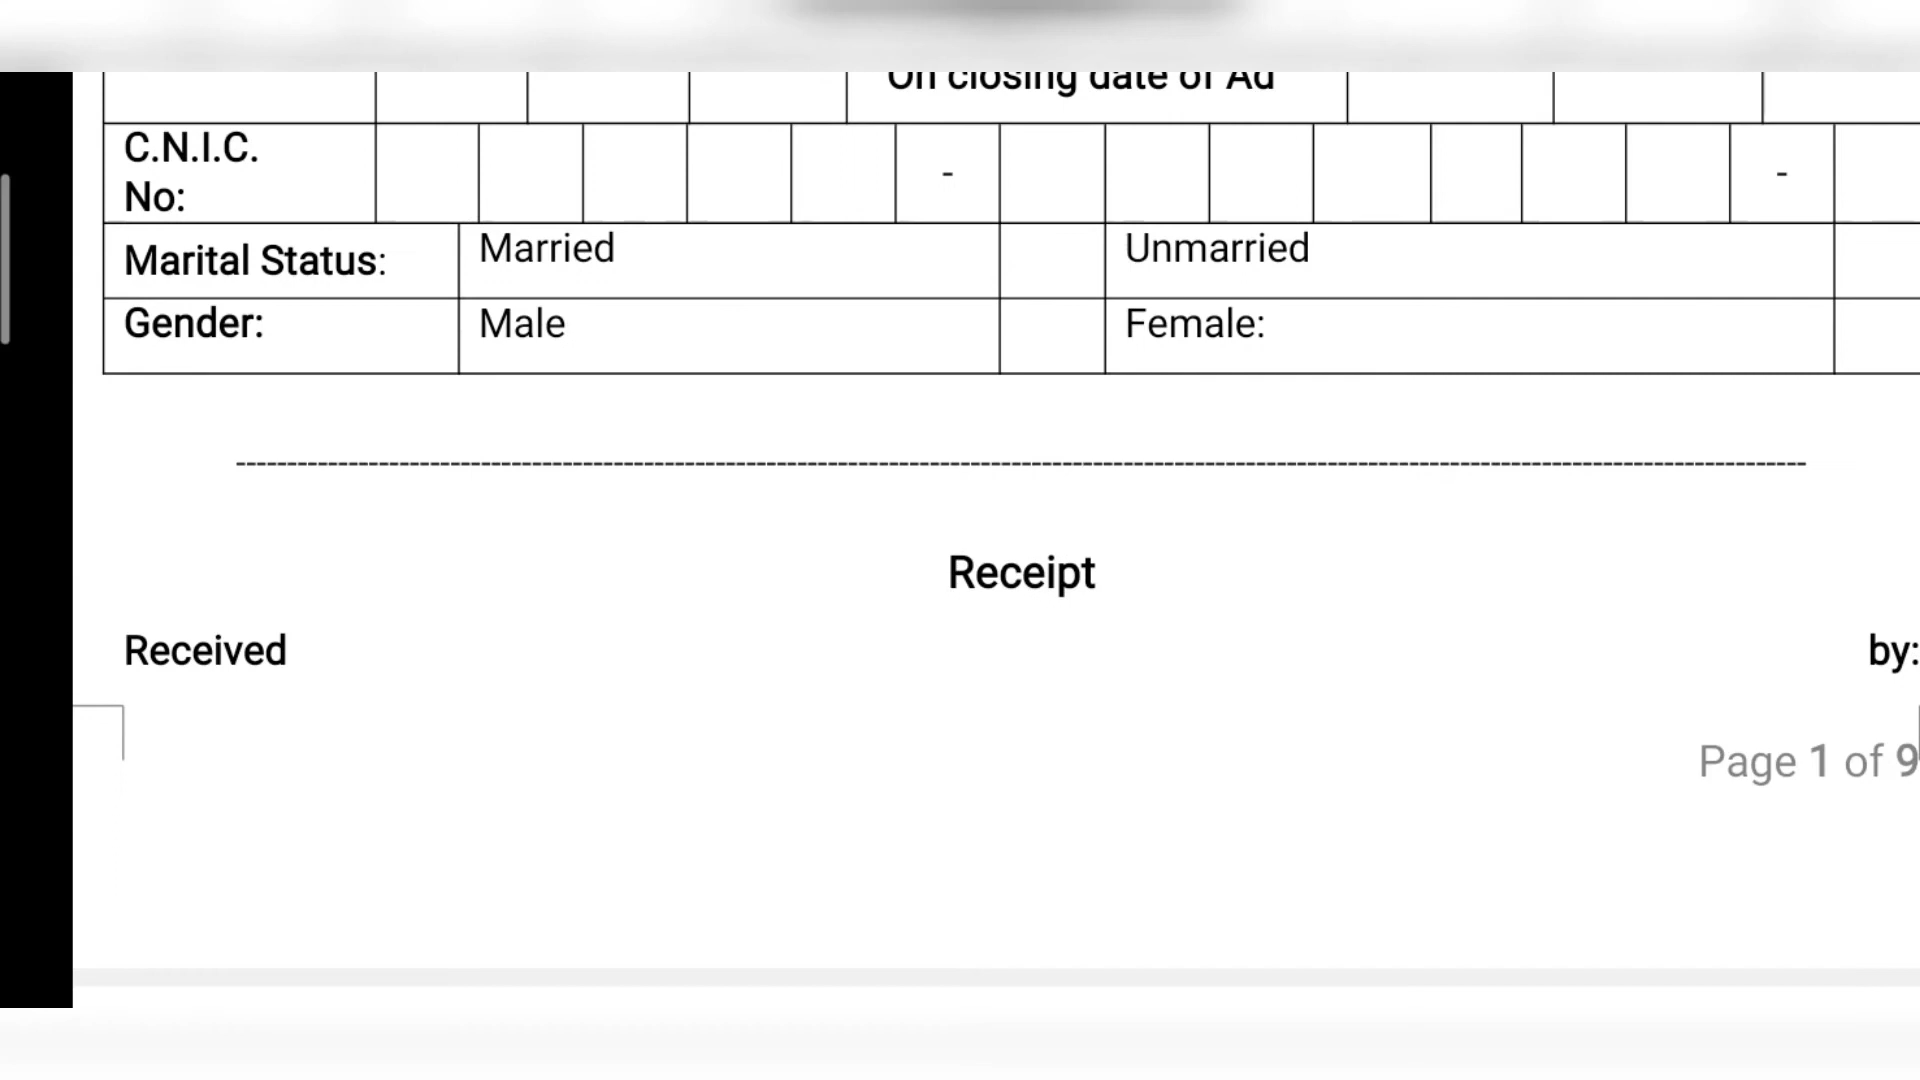 On closing date of Ad
C.N.I.C.
No:
- -
Marital Status: Married Unmarried
Gender: Male Female:
--------------------------------------------------------------------------------------------------------------------------------------------------------
Receipt
Received by:
Page 1 of 9